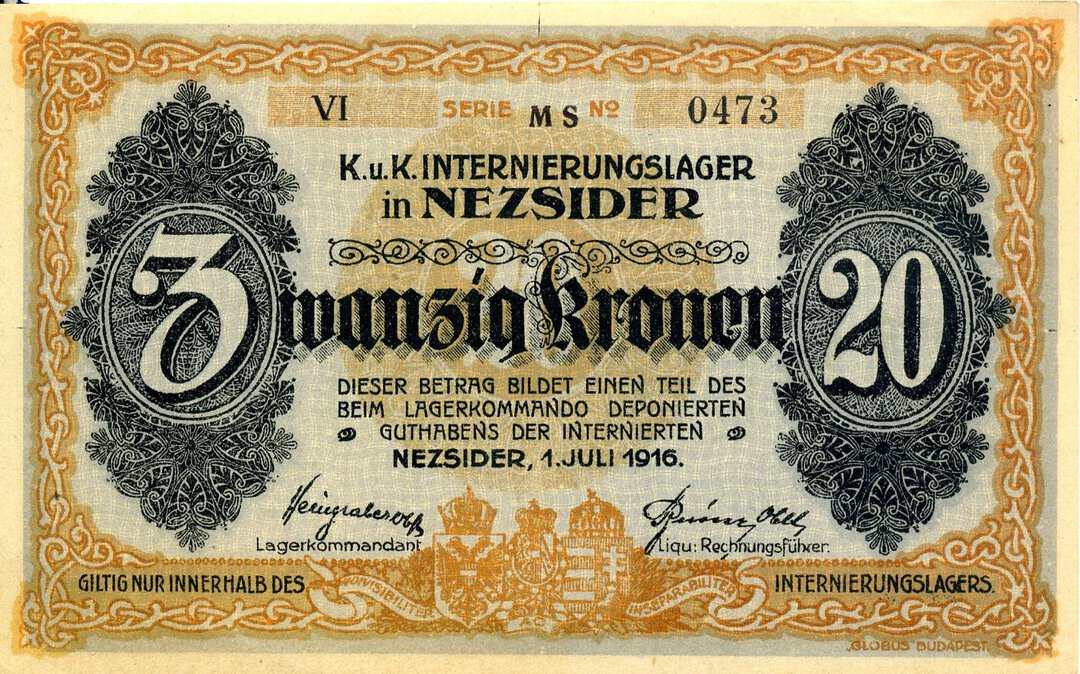 VI SERIE MS No 0473
K.u.K. INTERNIERUNGSLAGER
in NEZSIDER
Zwanzig Kronen
20
DIESER BETRAG BILDET EINEN TEIL DES
BEIM LAGERKOMMANDO DEPONIERTEN
GUTHABENS DER INTERNIERTEN
NEZSIDER, 1. JULI 1916.
Lagerkommandant
Liqu: Rechnungsführer.
GILTIG NUR INNERHALB DES INTERNIERUNGSLAGERS.
INDIVISIBILITER INSEPARABILITER
"GLOBUS" BUDAPEST.